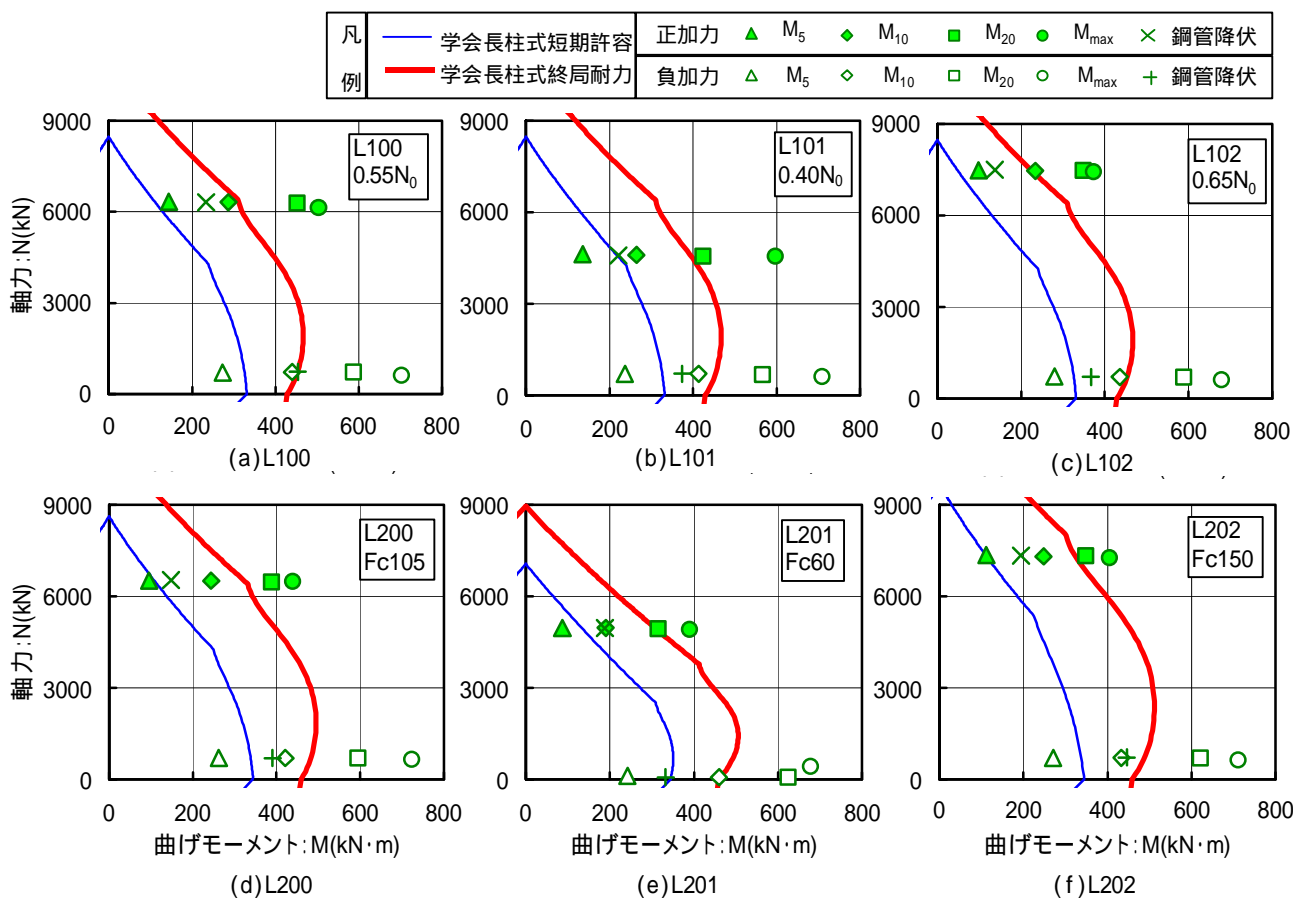 凡例
学会長柱式短期許容
学会長柱式終局耐力
正加力 M5 M10 M20 Mmax 鋼管降伏
負加力 M5 M10 M20 Mmax 鋼管降伏
軸力:N(kN)
9000
6000
3000
0
L100
0.55N0
0 200 400 600 800
(a)L100
9000
6000
3000
0
L101
0.40N0
0 200 400 600 800
(b)L101
9000
6000
3000
0
L102
0.65N0
0 200 400 600 800
(c)L102
軸力:N(kN)
9000
6000
3000
0
L200
Fc105
0 200 400 600 800
曲げモーメント:M(kN·m)
(d)L200
9000
6000
3000
0
L201
Fc60
0 200 400 600 800
曲げモーメント:M(kN·m)
(e)L201
9000
6000
3000
0
L202
Fc150
0 200 400 600 800
曲げモーメント:M(kN·m)
(f)L202